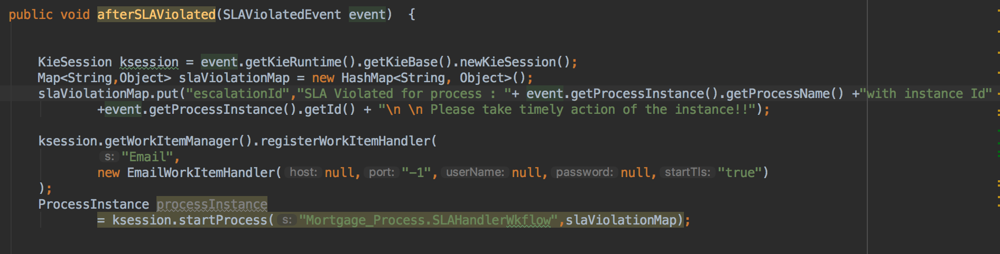 public void afterSLAViolated(SLAViolatedEvent event)  {
KieSession ksession = event.getKieRuntime().getKieBase().newKieSession();
Map<String,Object> slaViolationMap = new HashMap<String, Object>();
slaViolationMap.put("escalationId","SLA Violated for process : "+ event.getProcessInstance().getProcessName() +"with instance Id"
+event.getProcessInstance().getId() + "\n \n Please take timely action of the instance!!");
ksession.getWorkItemManager().registerWorkItemHandler(
s: "Email",
new EmailWorkItemHandler( host: null, port: "-1", userName: null, password: null, startTls: "true")
);
ProcessInstance processInstance
= ksession.startProcess( s: "Mortgage_Process.SLAHandlerWkflow",slaViolationMap);